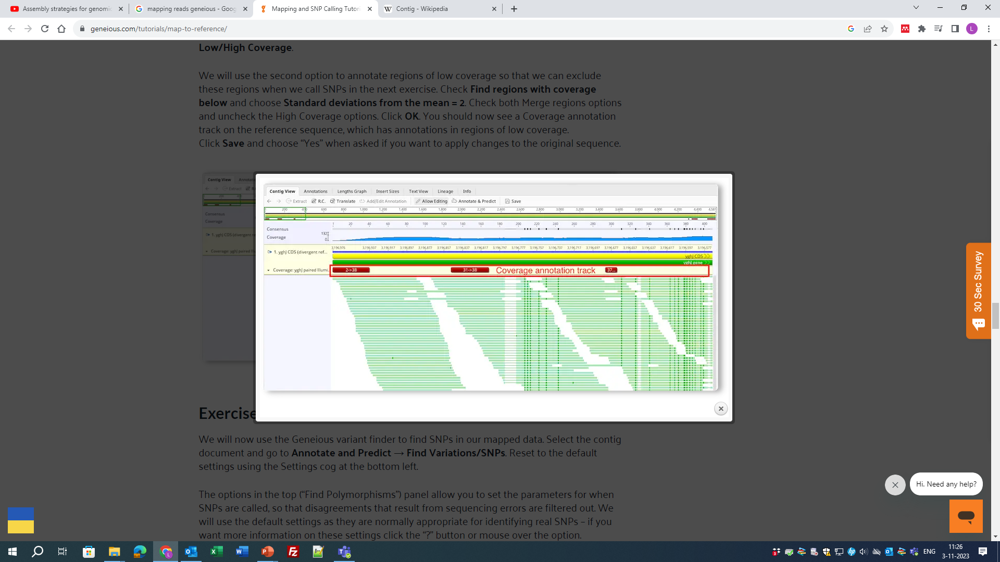 Assembly strategies for genomi
mapping reads geneious - Goog
Mapping and SNP Calling Tutor
W Contig - Wikipedia
geneious.com/tutorials/map-to-reference/
L
Low/High Coverage.
We will use the second option to annotate regions of low coverage so that we can exclude
these regions when we call SNPs in the next exercise. Check Find regions with coverage
below and choose Standard deviations from the mean = 2. Check both Merge regions options
and uncheck the High Coverage options. Click OK. You should now see a Coverage annotation
track on the reference sequence, which has annotations in regions of low coverage.
Click Save and choose “Yes” when asked if you want to apply changes to the original sequence.
Contig View Annotatio
Extract
Consensus
Coverage
1. yghJ CDS (divergent ref
Coverage: yghJ paired Illu
Contig View Annotations Lengths Graph Insert Sizes Text View Lineage Info
Extract R.C. Translate Add/Edit Annotation Allow Editing Annotate & Predict Save
1 200 400 600 800 1,000 1,200 1,400 1,600 1,800 2,000 2,200 2,400 2,600 2,800 3,000 3,200 3,400 3,600 3,800 4,000 4,200 4,400 4,581
1 20 40 60 80 100 120 140 160 180 200 220 240 260 280 300 320 340 360 380 400
Consensus
Coverage
132
0
3,196,976 3,196,937 3,196,917 3,196,897 3,196,877 3,196,857 3,196,837 3,196,817 3,196,797 3,196,777 3,196,757 3,196,737 3,196,717 3,196,697 3,196,677 3,196,657 3,196,637 3,196,617 3,196,597 3,196,577
1. yghJ CDS (divergent ref...
yghJ CDS
yghJ gene
Coverage: yghJ paired Illumi.
2->38 31->38 Coverage annotation track 37...
30 Sec Survey
Exercise
We will now use the Geneious variant finder to find SNPs in our mapped data. Select the contig
document and go to Annotate and Predict → Find Variations/SNPs. Reset to the default
settings using the Settings cog at the bottom left.
Hi. Need any help?
The options in the top (“Find Polymorphisms”) panel allow you to set the parameters for when
SNPs are called, so that disagreements that result from sequencing errors are filtered out. We
will use the default settings as they are normally appropriate for identifying real SNPs – if you
want more information on these settings click the “?” button or mouse over the option.
ENG
11:26
3-11-2023